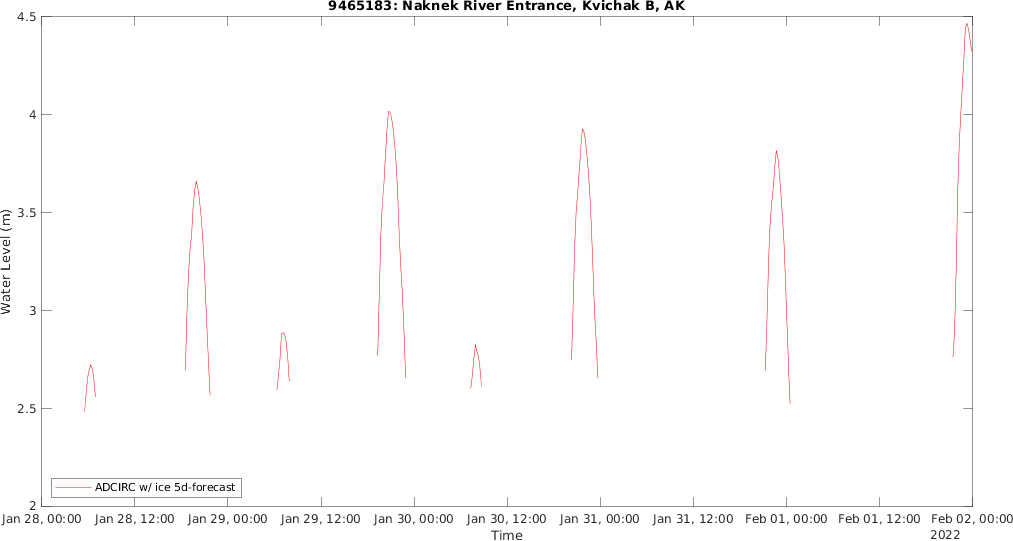 9465183: Naknek River Entrance, Kvichak B, AK
4.5
4
3.5
3
2.5
2
Water Level (m)
ADCIRC w/ ice 5d-forecast
Jan 28, 00:00 Jan 28, 12:00 Jan 29, 00:00 Jan 29, 12:00 Jan 30, 00:00 Jan 30, 12:00 Jan 31, 00:00 Jan 31, 12:00 Feb 01, 00:00 Feb 01, 12:00 Feb 02, 00:00
Time
2022